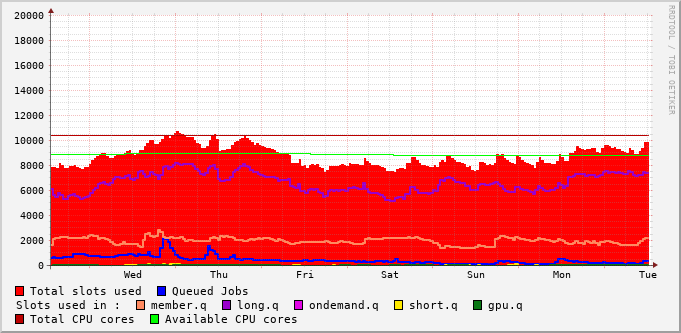 20000
18000
16000
14000
12000
10000
8000
6000
4000
2000
0
Wed Thu Fri Sat Sun Mon Tue
Total slots used Queued Jobs
Slots used in : member.q long.q ondemand.q short.q gpu.q
Total CPU cores Available CPU cores
RRDTOOL / TOBI OETIKER